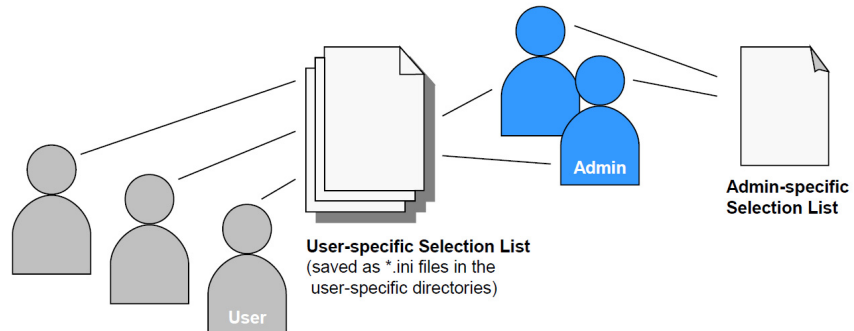 Admin
Admin-specific
Selection List
User-specific Selection List
(saved as *.ini files in the
user-specific directories)
User